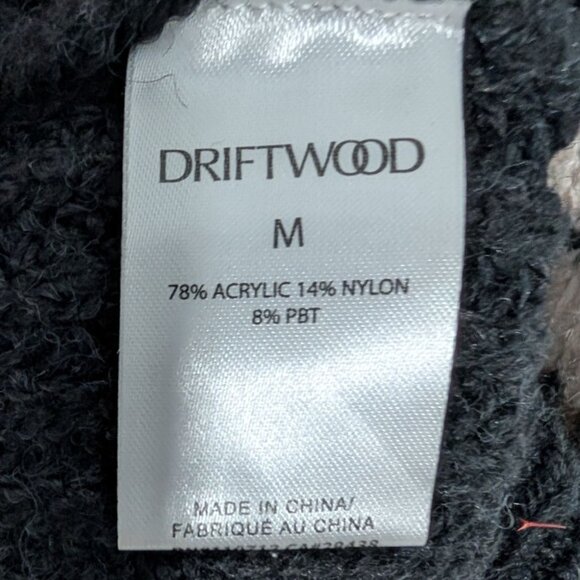 DRIFTWOOD
M
78% ACRYLIC 14% NYLON
8% PBT
MADE IN CHINA/
FABRIQUÉ AU CHINA